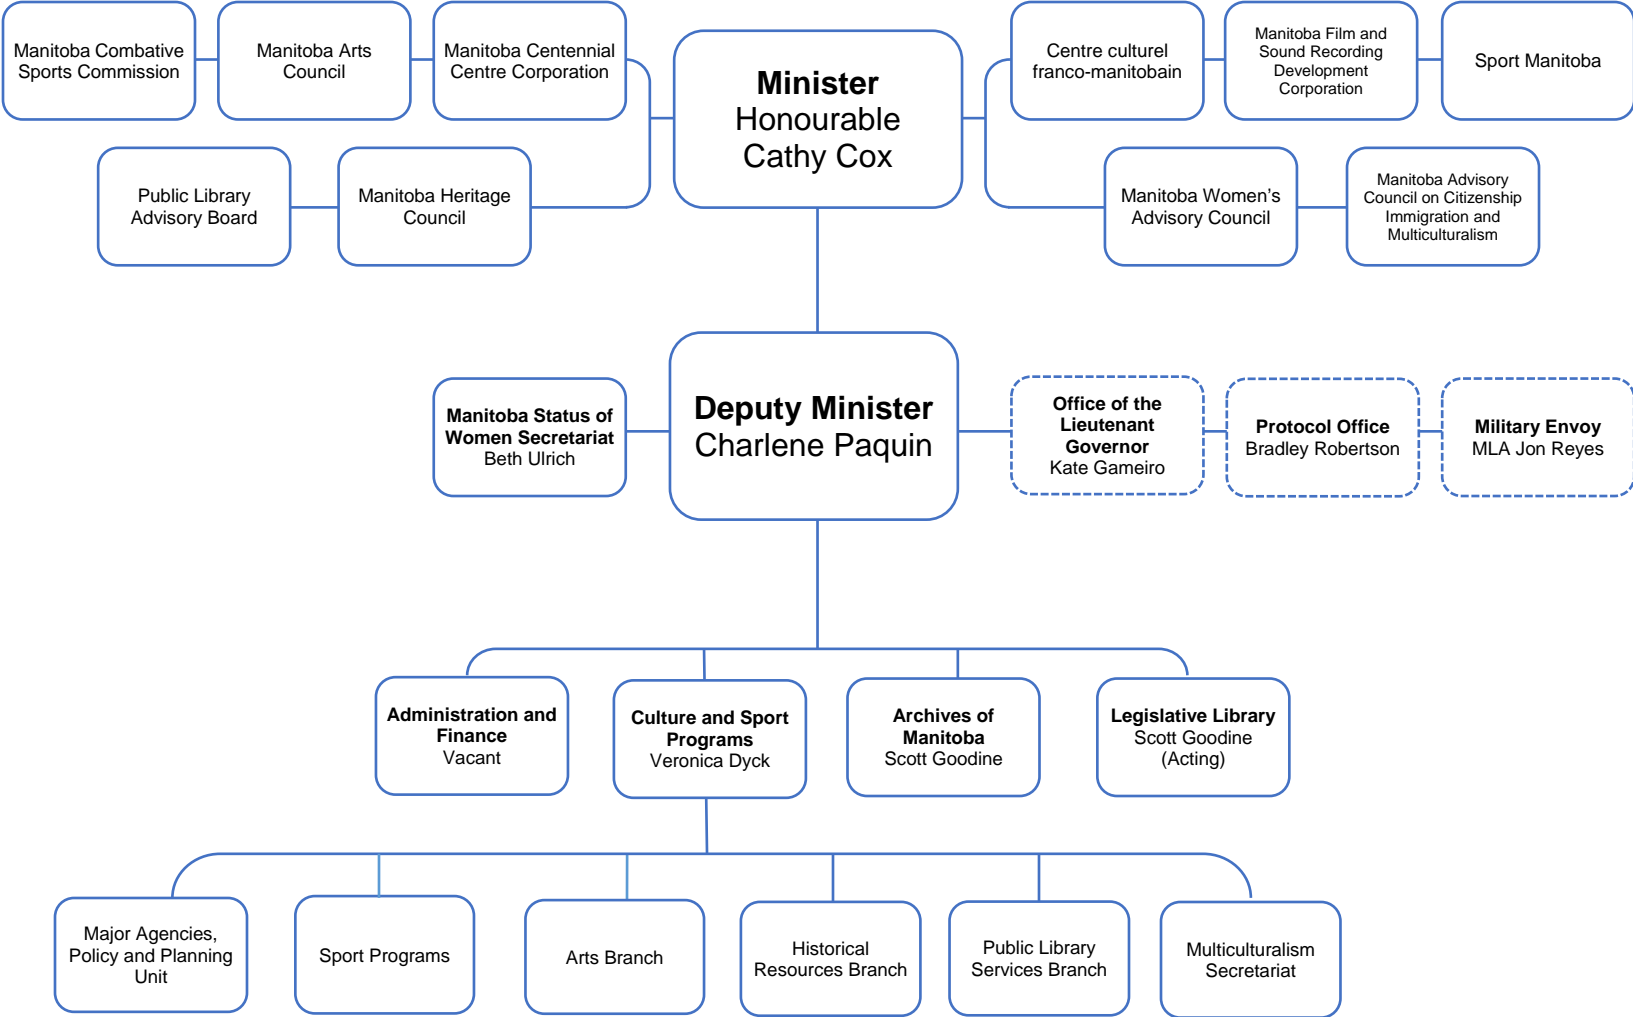 Manitoba Combative
Sports Commission
Manitoba Arts
Council
Manitoba Centennial
Centre Corporation
Minister
Honourable
Cathy Cox
Centre culturel
franco-manitobain
Manitoba Film and
Sound Recording
Development
Corporation
Sport Manitoba
Public Library
Advisory Board
Manitoba Heritage
Council
Manitoba Women’s
Advisory Council
Manitoba Advisory
Council on Citizenship
Immigration and
Multiculturalism
Manitoba Status of
Women Secretariat
Beth Ulrich
Deputy Minister
Charlene Paquin
Office of the
Lieutenant
Governor
Kate Gameiro
Protocol Office
Bradley Robertson
Military Envoy
MLA Jon Reyes
Administration and
Finance
Vacant
Culture and Sport
Programs
Veronica Dyck
Archives of
Manitoba
Scott Goodine
Legislative Library
Scott Goodine
(Acting)
Major Agencies,
Policy and Planning
Unit
Sport Programs
Arts Branch
Historical
Resources Branch
Public Library
Services Branch
Multiculturalism
Secretariat